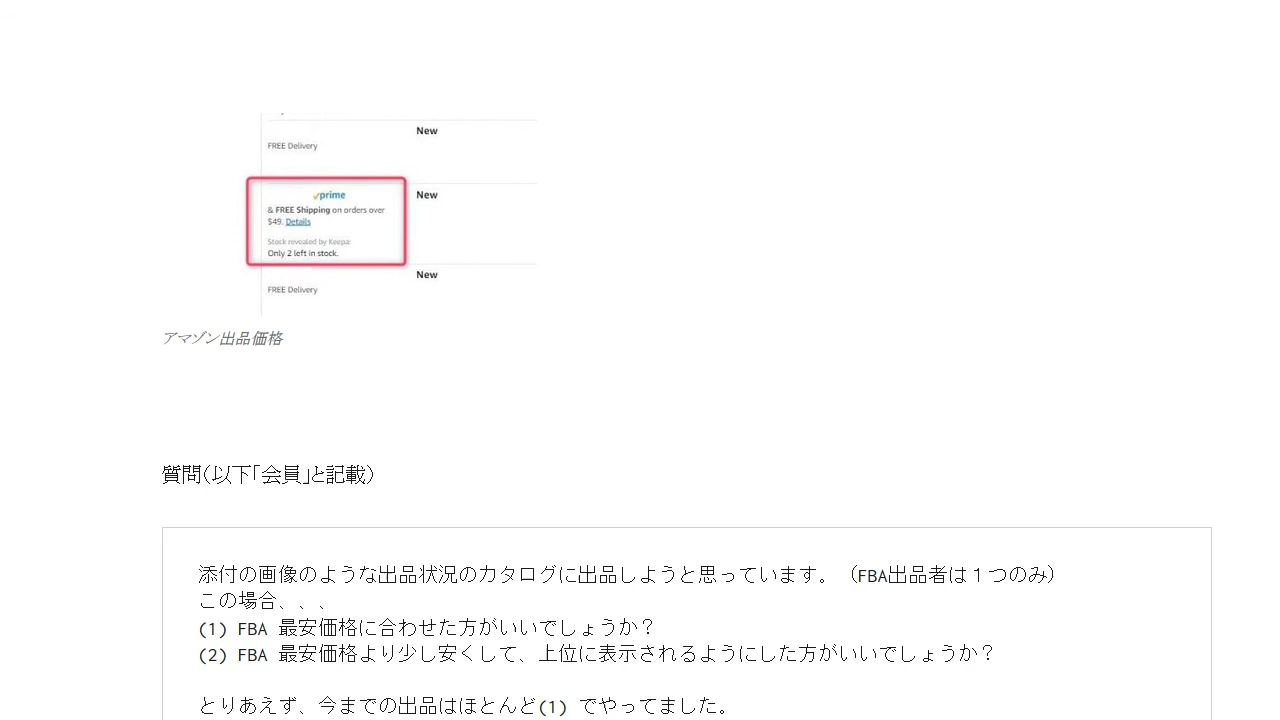 New
FREE Delivery
prime
New
& FREE Shipping on orders over
$49. Details
Stock revealed by Keepa:
Only 2 left in stock.
New
FREE Delivery
アマゾン出品価格
質問(以下「会員」と記載)
添付の画像のような出品状況のカタログに出品しようと思っています。（FBA出品者は１つのみ）
この場合、、、
(1) FBA 最安価格に合わせた方がいいでしょうか？
(2) FBA 最安価格より少し安くして、上位に表示されるようにした方がいいでしょうか？
とりあえず、今までの出品はほとんど(1) でやってました。